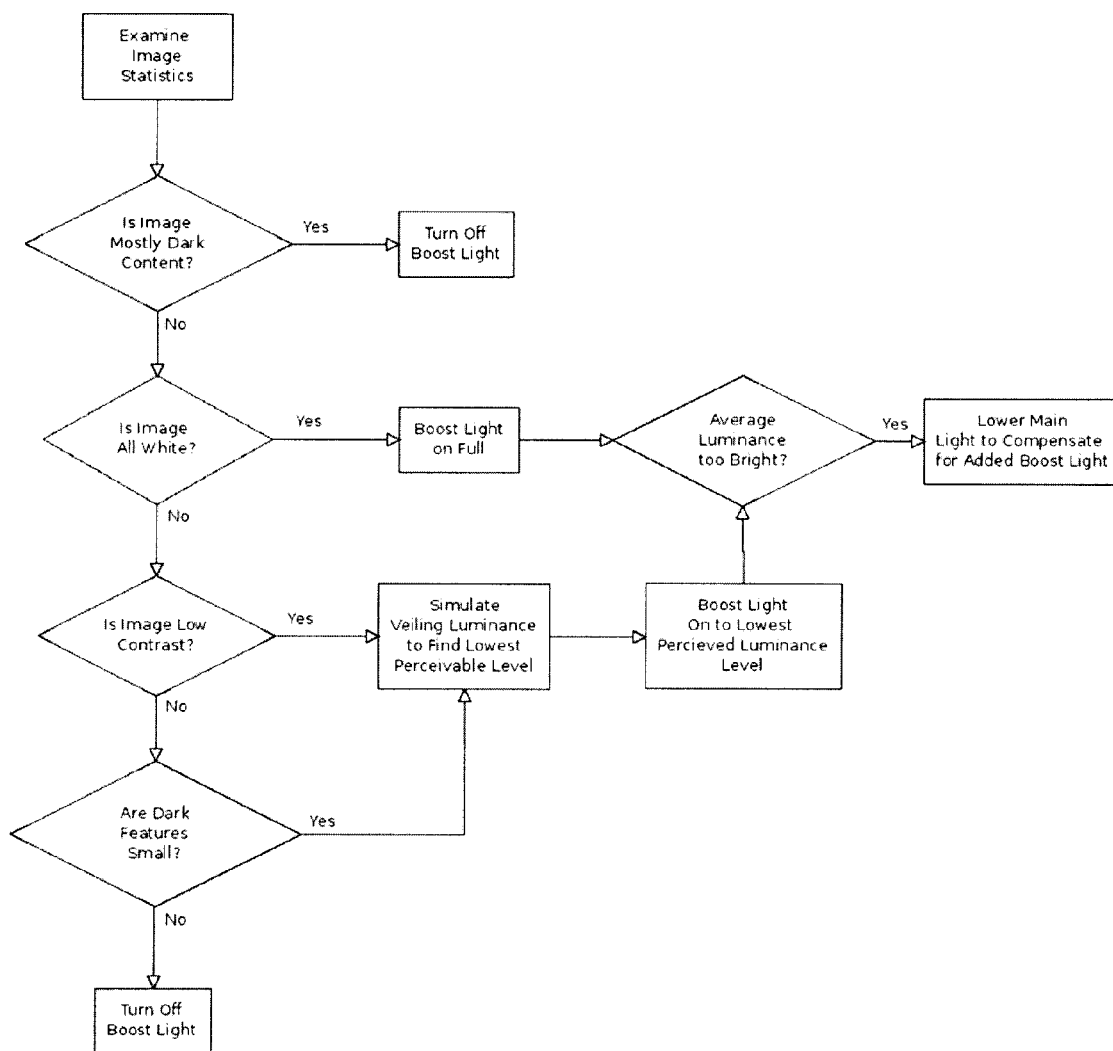 Examine
Image
Statistics
Is Image
Mostly Dark
Content?
Yes
Turn Off
Boost Light
No
Is Image
All White?
Yes
Boost Light
on Full
Average
Luminance
too Bright?
Yes
Lower Main
Light to Compensate
for Added Boost Light
No
Is Image Low
Contrast?
Yes
Simulate
Veiling Luminance
to Find Lowest
Perceivable Level
Boost Light
On to Lowest
Percieved Luminance
Level
No
Are Dark
Features
Small?
Yes
No
Turn Off
Boost Light